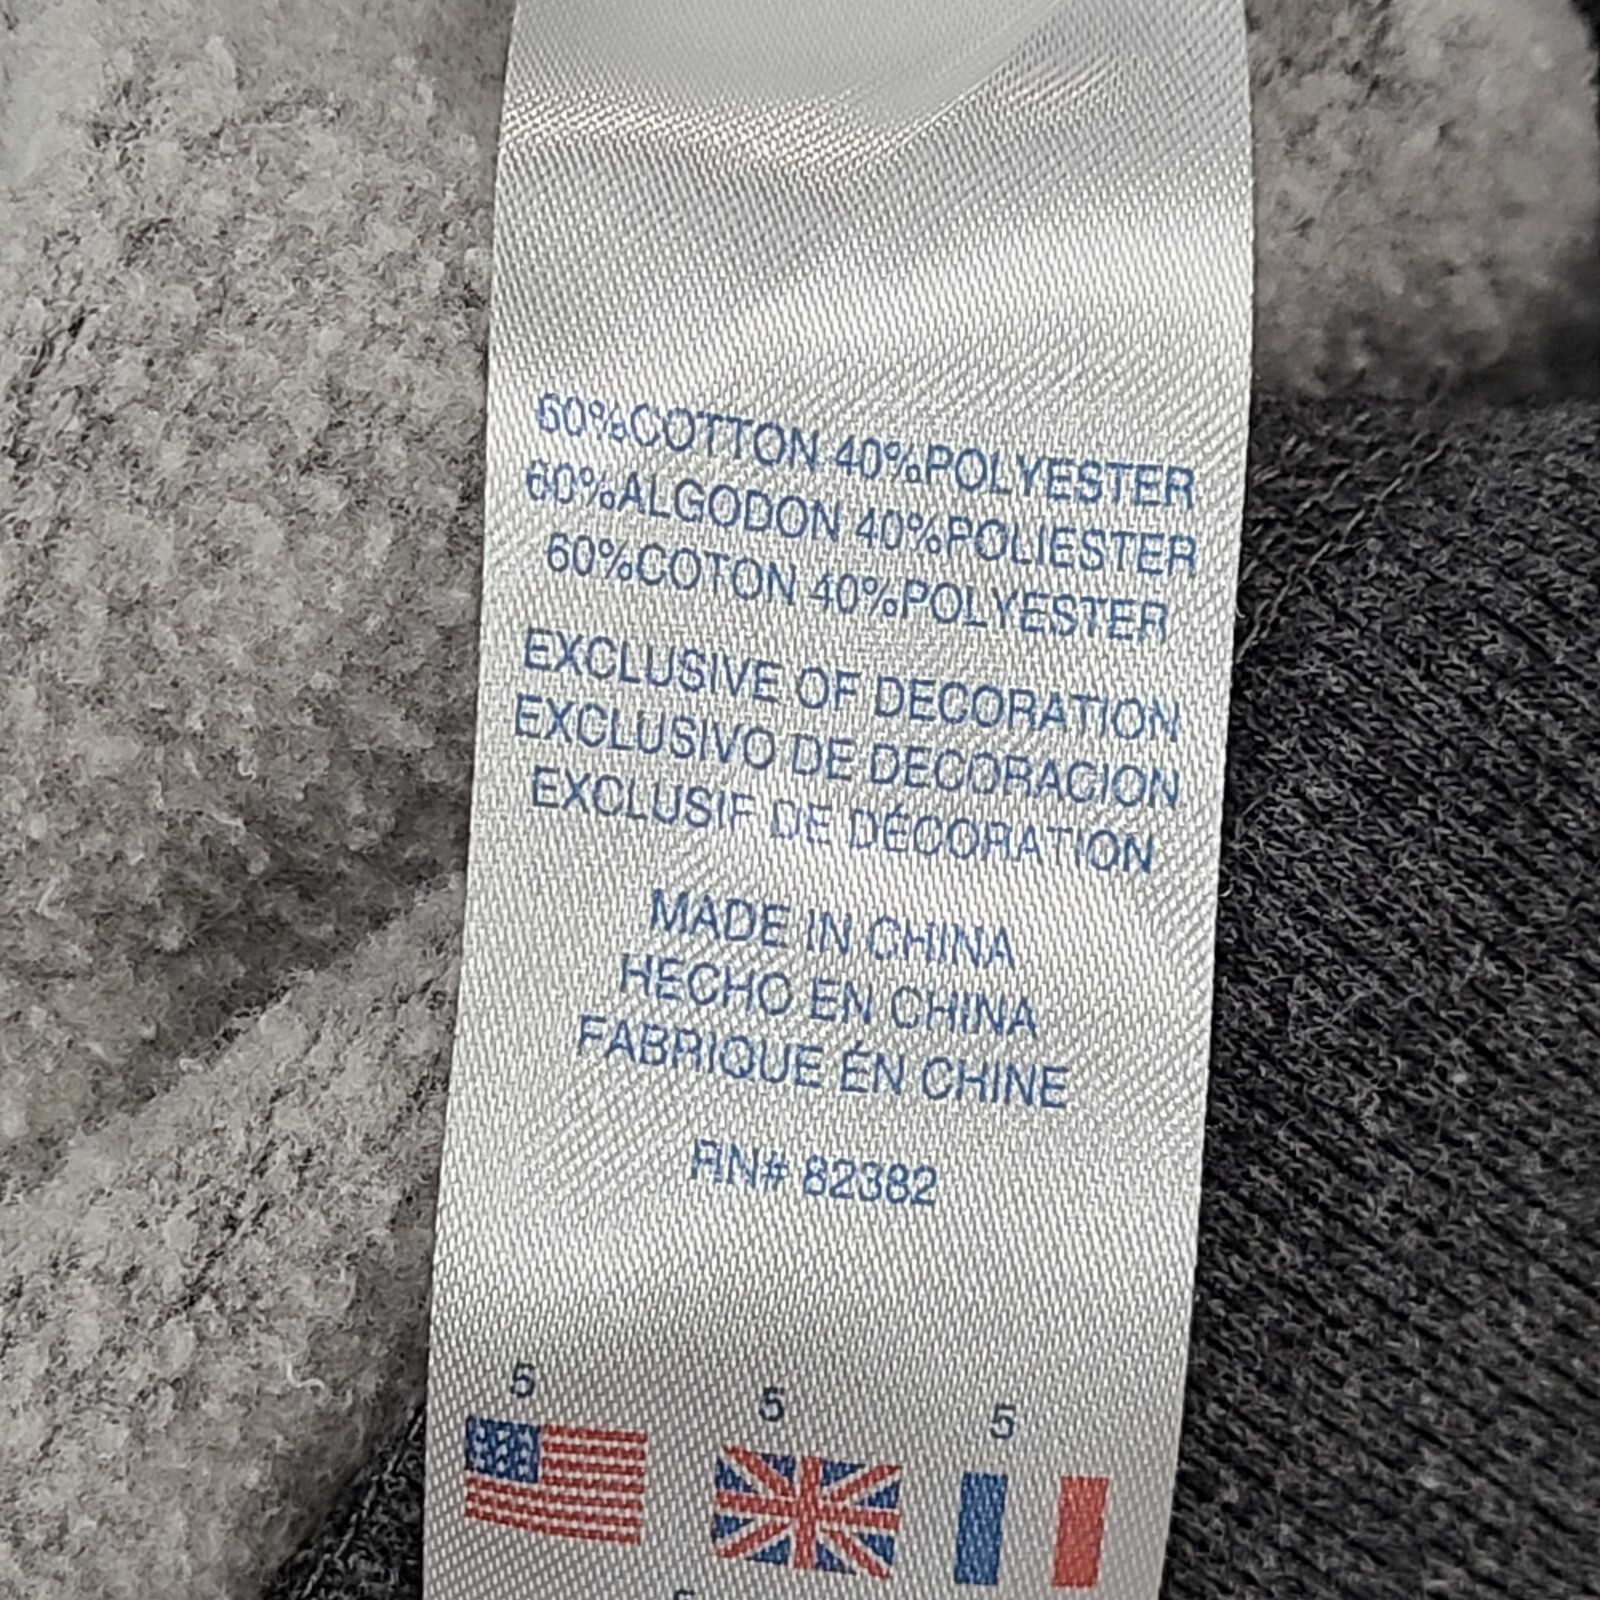 60%COTTON 40%POLYESTER
60%ALGODON 40%POLIESTER
60%COTON 40%POLYESTER
EXCLUSIVE OF DECORATION
EXCLUSIVO DE DECORACION
EXCLUSIF DE DÉCORATION
MADE IN CHINA
HECHO EN CHINA
FABRIQUE ÉN CHINE
RN# 82382
5 5 5